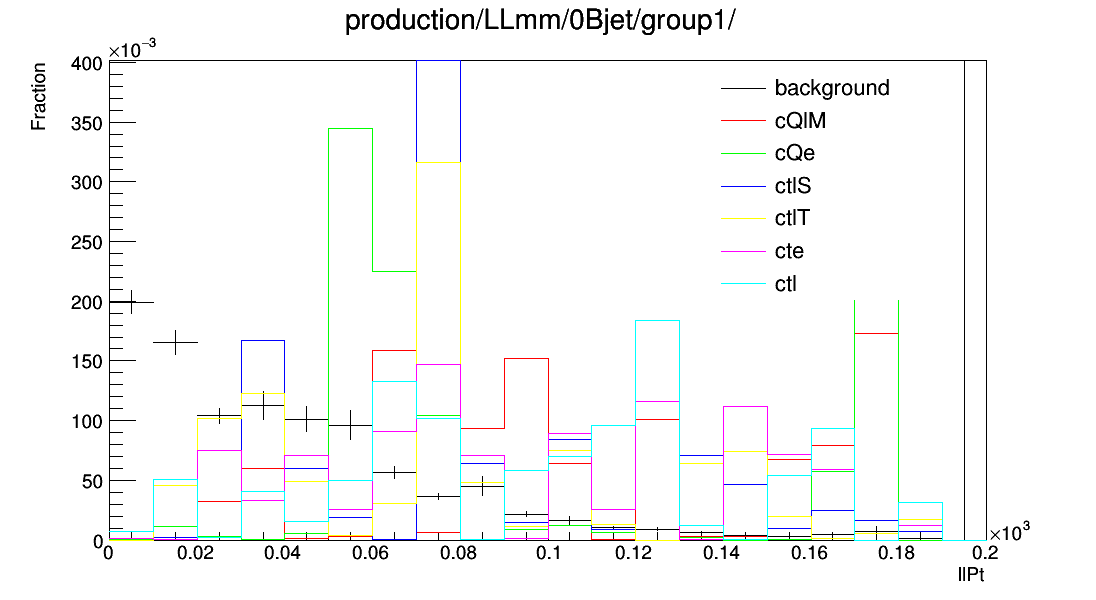 production/LLmm/0Bjet/group1/
×10⁻³
Fraction
400
350
300
250
200
150
100
50
0
background
cQlM
cQe
ctlS
ctlT
cte
ctl
0 0.02 0.04 0.06 0.08 0.1 0.12 0.14 0.16 0.18 0.2
×10³
llPt